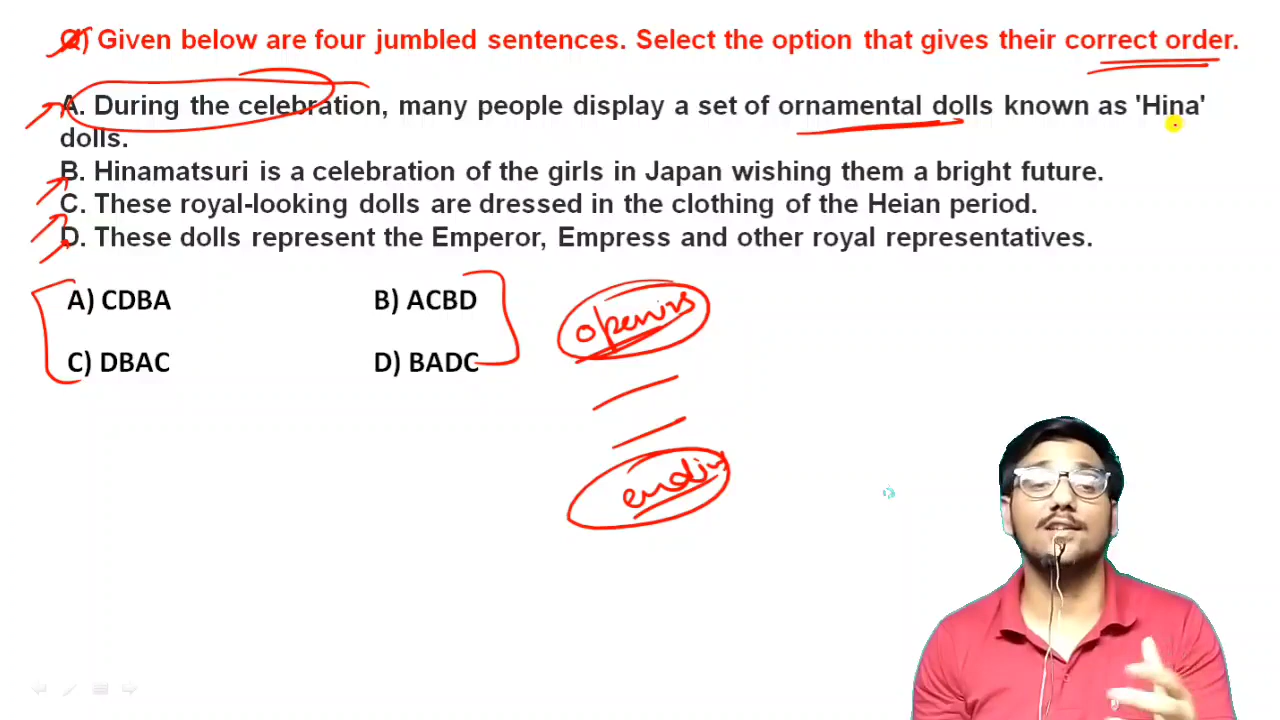 Q) Given below are four jumbled sentences. Select the option that gives their correct order.
A. During the celebration, many people display a set of ornamental dolls known as 'Hina'
dolls.
B. Hinamatsuri is a celebration of the girls in Japan wishing them a bright future.
C. These royal-looking dolls are dressed in the clothing of the Heian period.
D. These dolls represent the Emperor, Empress and other royal representatives.
A) CDBA B) ACBD
C) DBAC D) BADC